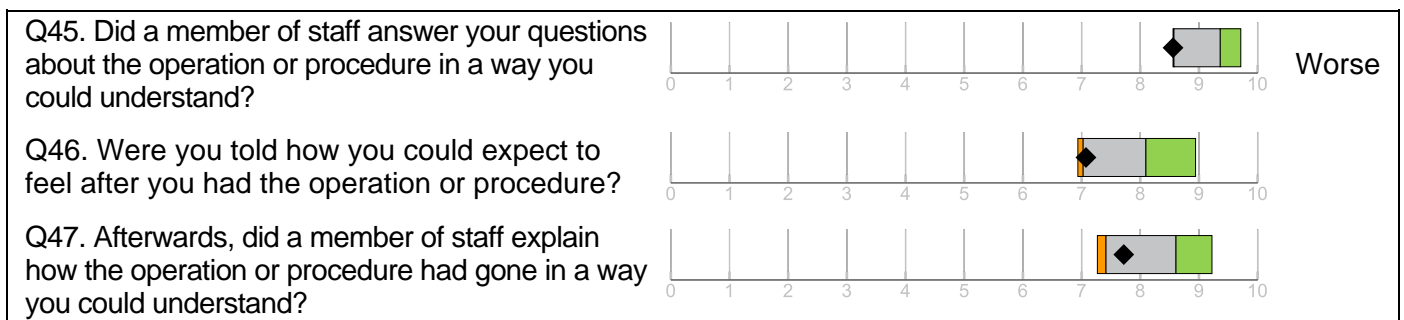 Q45. Did a member of staff answer your questions
about the operation or procedure in a way you
could understand?
0 1 2 3 4 5 6 7 8 9 10
Worse
Q46. Were you told how you could expect to
feel after you had the operation or procedure?
0 1 2 3 4 5 6 7 8 9 10
Q47. Afterwards, did a member of staff explain
how the operation or procedure had gone in a way
you could understand?
0 1 2 3 4 5 6 7 8 9 10